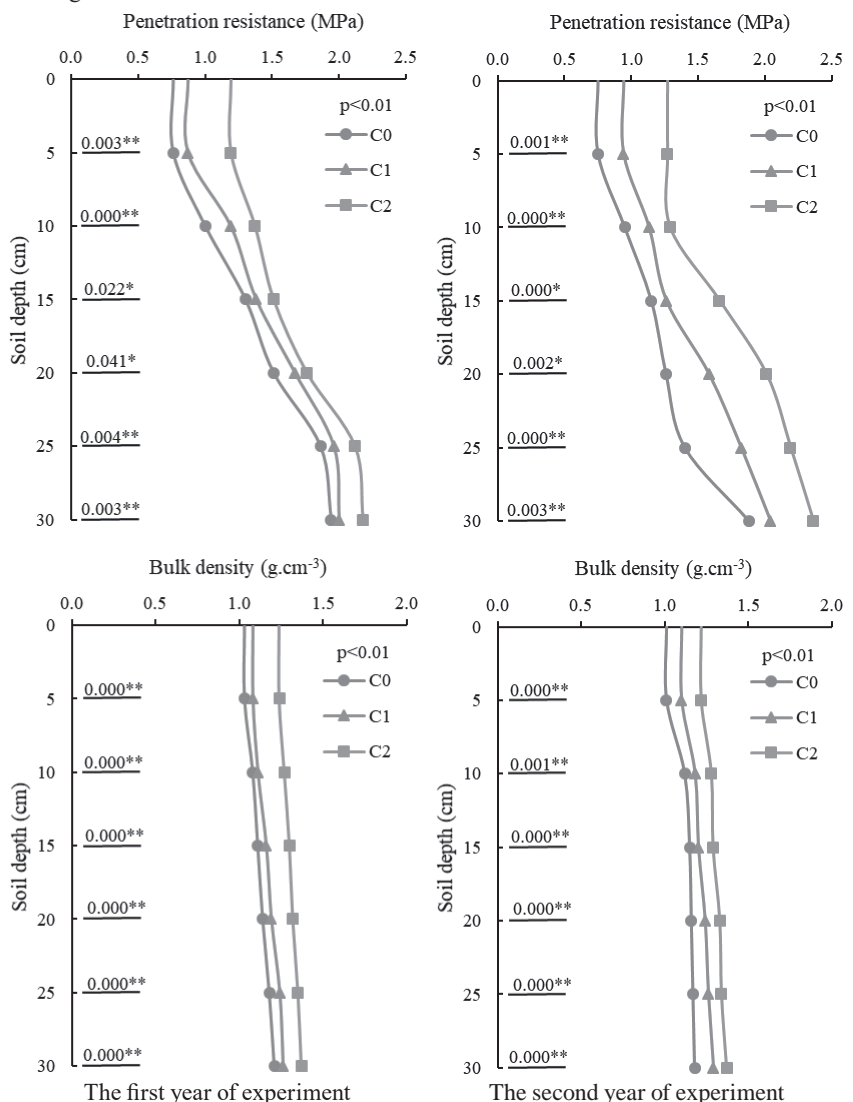 Penetration resistance (MPa)
0.0 0.5 1.0 1.5 2.0 2.5
0
5
10
15
20
25
30
Soil depth (cm)
0.003**
0.000**
0.022*
0.041*
0.004**
0.003**
p<0.01
C0
C1
C2
Penetration resistance (MPa)
0.0 0.5 1.0 1.5 2.0 2.5
0
5
10
15
20
25
30
Soil depth (cm)
0.001**
0.000**
0.000*
0.002*
0.000**
0.003**
p<0.01
C0
C1
C2
Bulk density (g.cm-3)
0.0 0.5 1.0 1.5 2.0
0
5
10
15
20
25
30
Soil depth (cm)
0.000**
0.000**
0.000**
0.000**
0.000**
0.000**
p<0.01
C0
C1
C2
The first year of experiment
Bulk density (g.cm-3)
0.0 0.5 1.0 1.5 2.0
0
5
10
15
20
25
30
Soil depth (cm)
0.000**
0.001**
0.000**
0.000**
0.000**
0.000**
p<0.01
C0
C1
C2
The second year of experiment